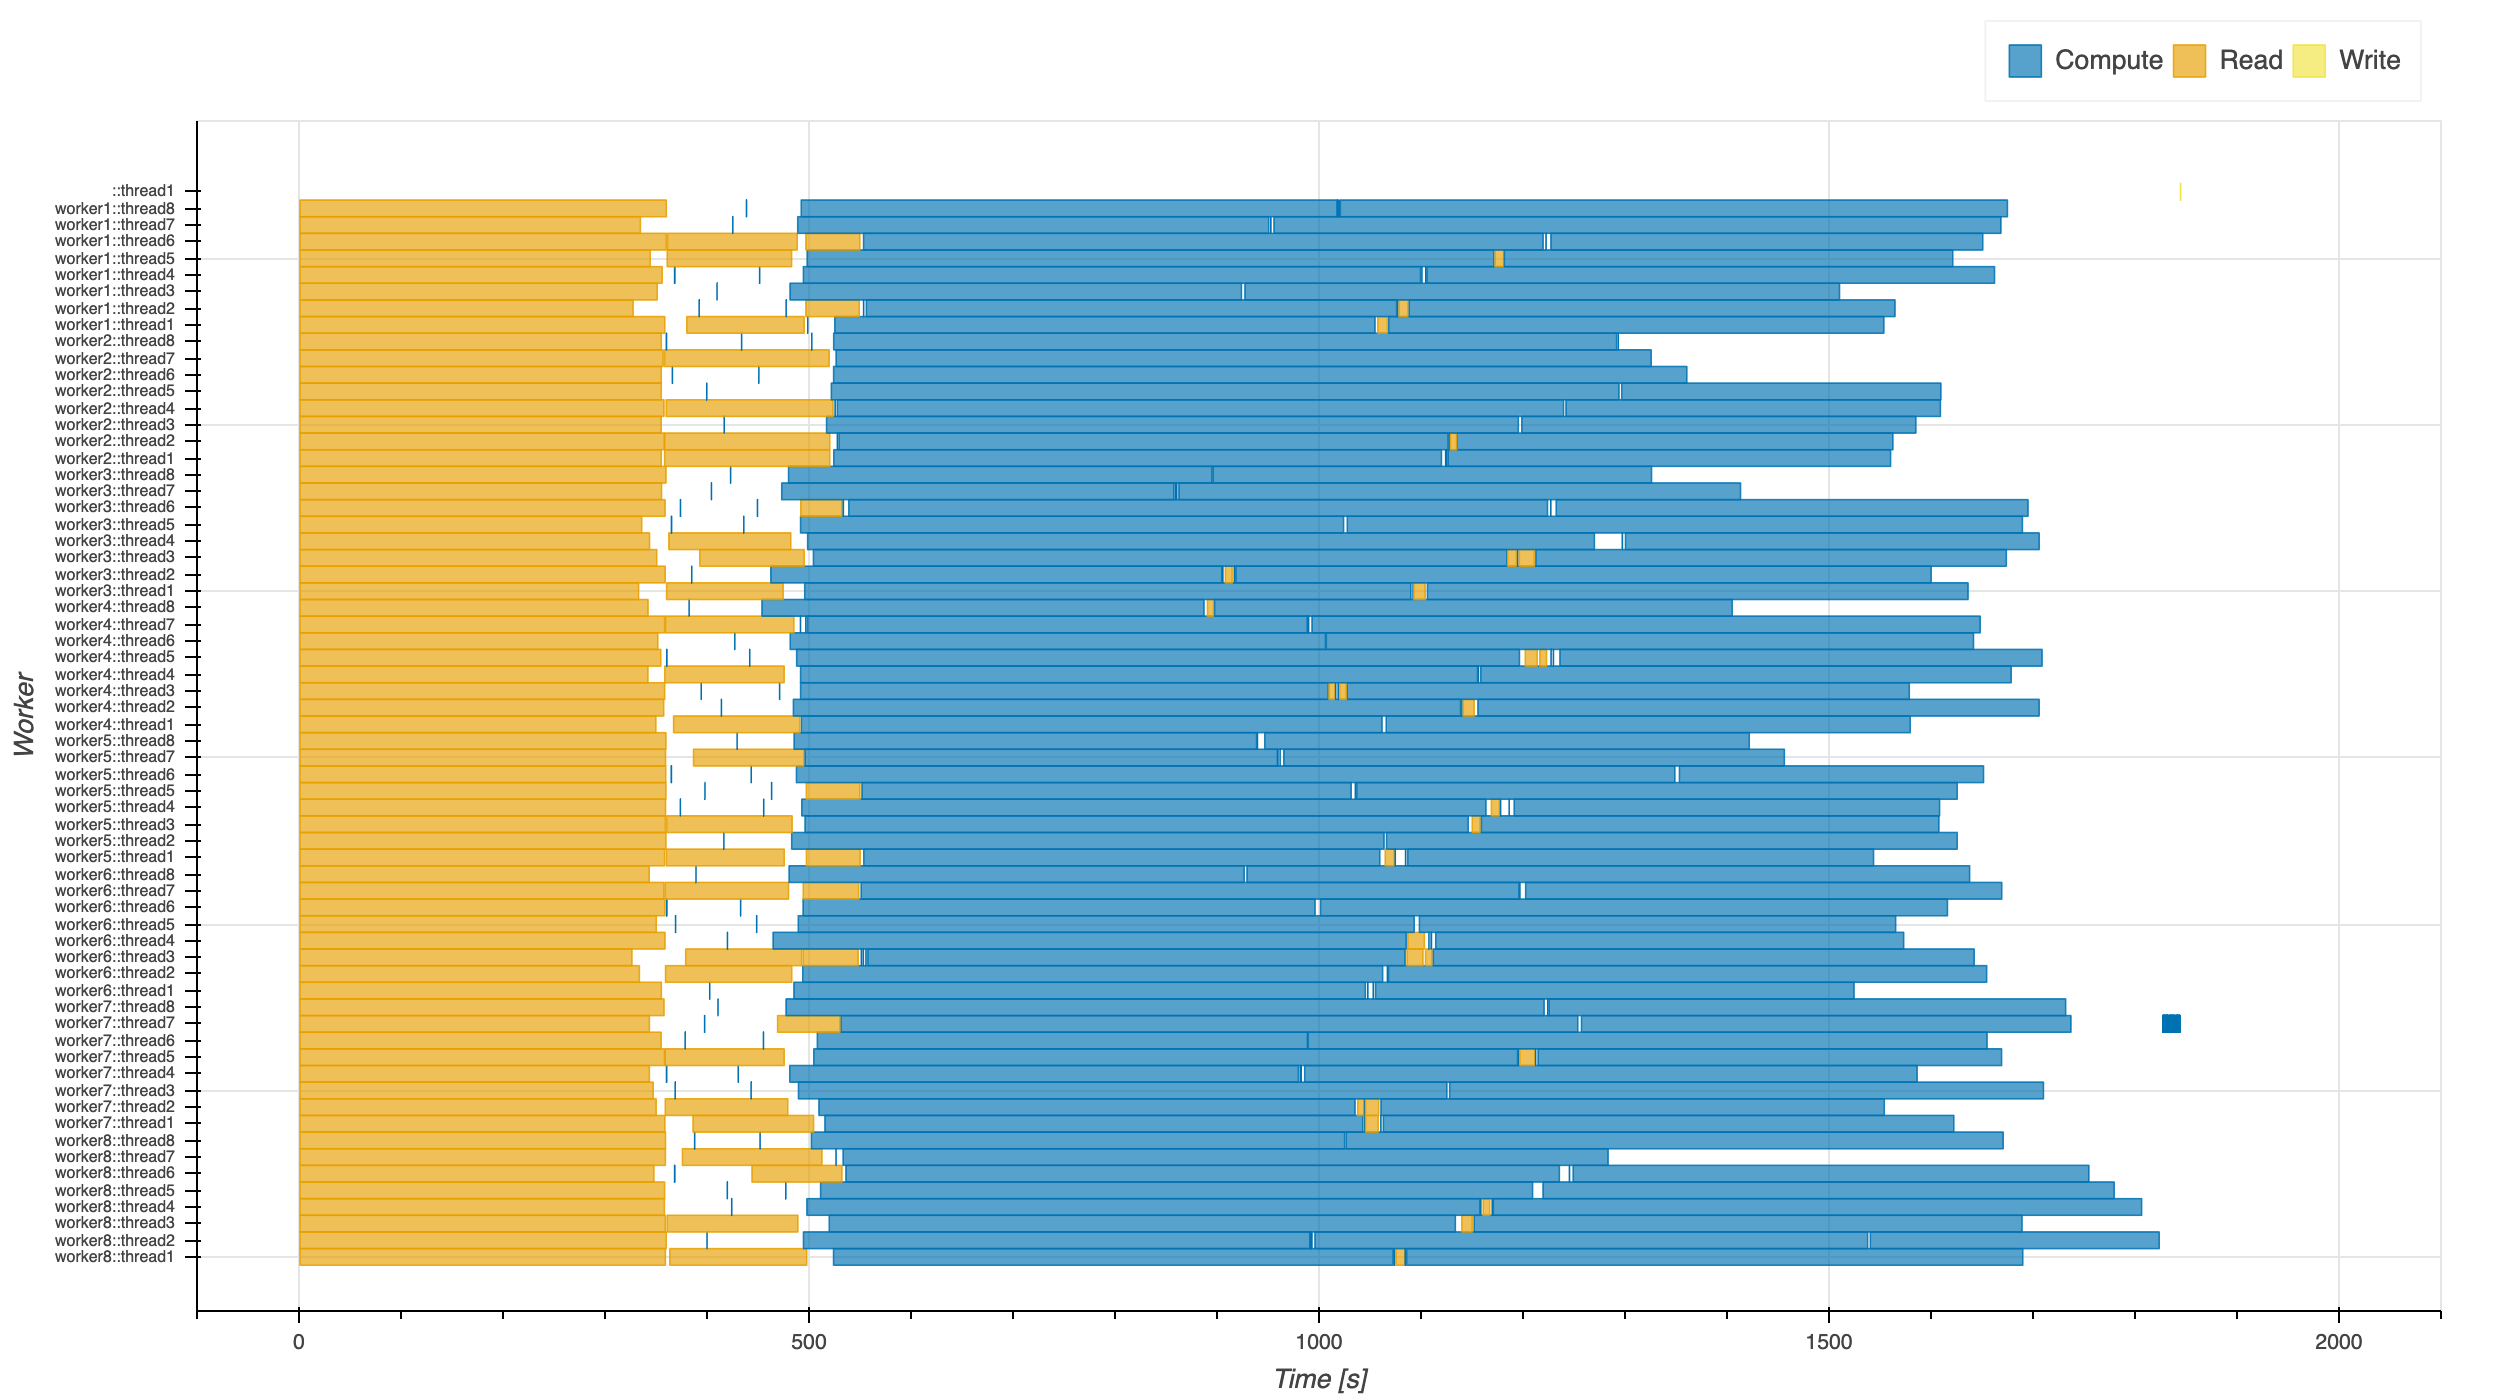 Compute Read Write
::thread1
worker1::thread8
worker1::thread7
worker1::thread6
worker1::thread5
worker1::thread4
worker1::thread3
worker1::thread2
worker1::thread1
worker2::thread8
worker2::thread7
worker2::thread6
worker2::thread5
worker2::thread4
worker2::thread3
worker2::thread2
worker2::thread1
worker3::thread8
worker3::thread7
worker3::thread6
worker3::thread5
worker3::thread4
worker3::thread3
worker3::thread2
worker3::thread1
worker4::thread8
worker4::thread7
worker4::thread6
worker4::thread5
worker4::thread4
worker4::thread3
worker4::thread2
worker4::thread1
worker5::thread8
worker5::thread7
worker5::thread6
worker5::thread5
worker5::thread4
worker5::thread3
worker5::thread2
worker5::thread1
worker6::thread8
worker6::thread7
worker6::thread6
worker6::thread5
worker6::thread4
worker6::thread3
worker6::thread2
worker6::thread1
worker7::thread8
worker7::thread7
worker7::thread6
worker7::thread5
worker7::thread4
worker7::thread3
worker7::thread2
worker7::thread1
worker8::thread8
worker8::thread7
worker8::thread6
worker8::thread5
worker8::thread4
worker8::thread3
worker8::thread2
worker8::thread1
Worker
0 500 1000 1500 2000
Time [s]